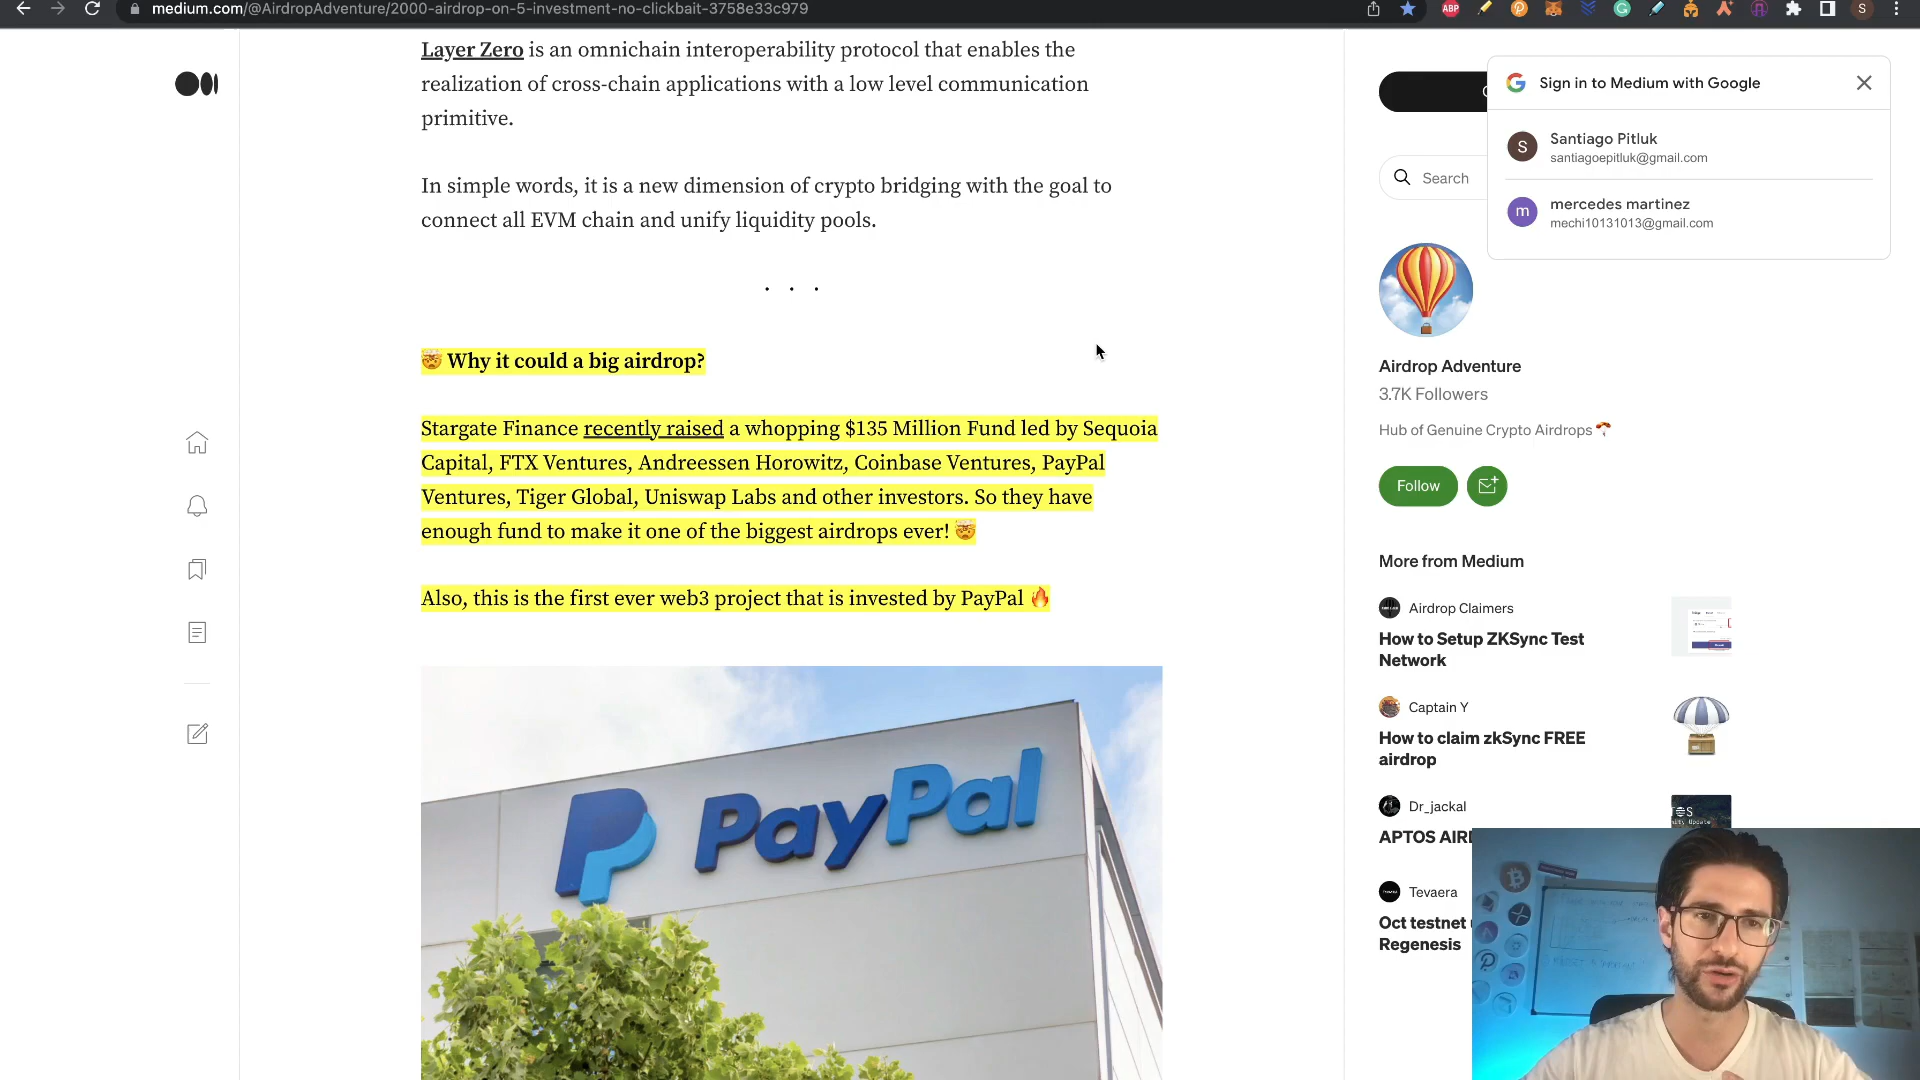 medium.com/@AirdropAdventure/2000-airdrop-on-5-investment-no-clickbait-3758e33c979
ABP
S
Layer Zero is an omnichain interoperability protocol that enables the
realization of cross-chain applications with a low level communication
primitive.
In simple words, it is a new dimension of crypto bridging with the goal to
connect all EVM chain and unify liquidity pools.
. . .
🤯 Why it could a big airdrop?
Stargate Finance recently raised a whopping $135 Million Fund led by Sequoia
Capital, FTX Ventures, Andreessen Horowitz, Coinbase Ventures, PayPal
Ventures, Tiger Global, Uniswap Labs and other investors. So they have
enough fund to make it one of the biggest airdrops ever! 🤯
Also, this is the first ever web3 project that is invested by PayPal 🔥
PayPal
Sign in to Medium with Google
S
Santiago Pitluk
santiagoepitluk@gmail.com
m
mercedes martinez
mechi10131013@gmail.com
Search
Airdrop Adventure
3.7K Followers
Hub of Genuine Crypto Airdrops
Follow
More from Medium
Airdrop Claimers
How to Setup ZKSync Test
Network
Captain Y
How to claim zkSync FREE
airdrop
Dr_jackal
APTOS AIR
Tevaera
Oct testnet
Regenesis